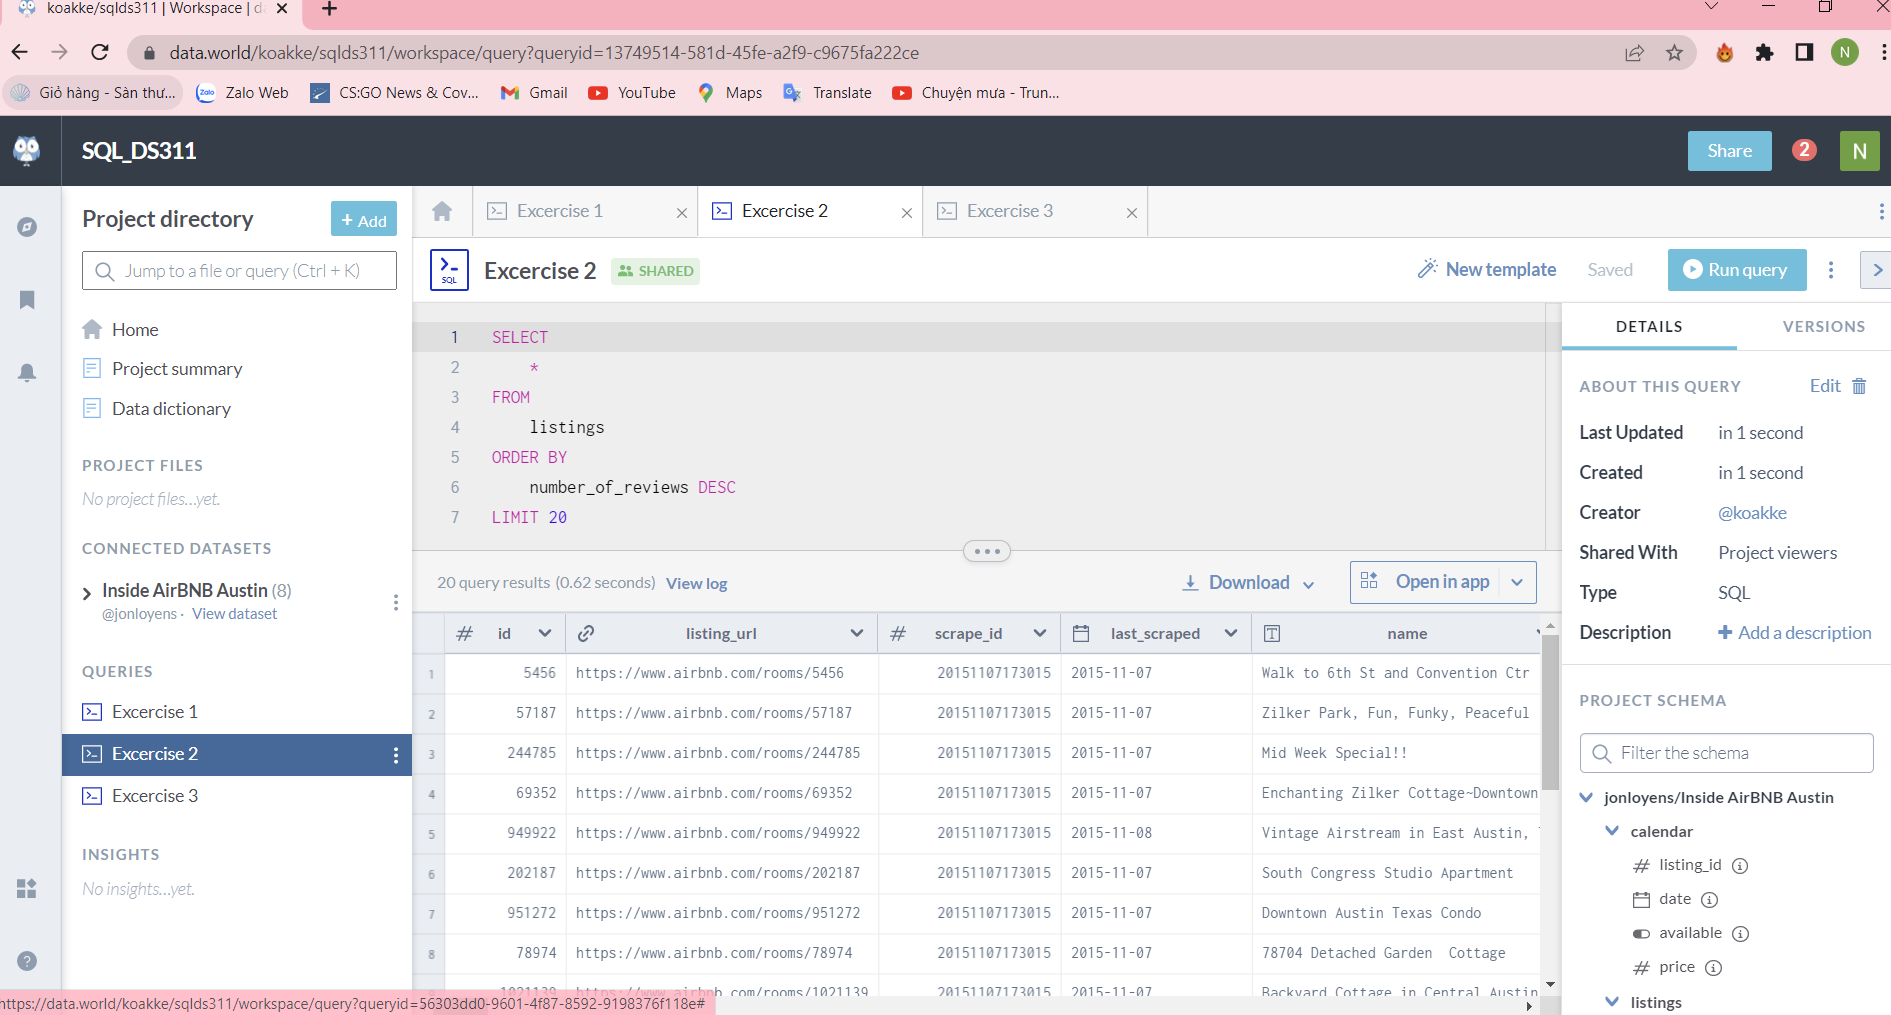 koakke/sqlds311 | Workspace | d
data.world/koakke/sqlds311/workspace/query?queryid=13749514-581d-45fe-a2f9-c9675fa222ce
N
Giỏ hàng - Sàn thư...
Zalo Web
CS:GO News & Cov...
Gmail
YouTube
Maps
Translate
Chuyện mưa - Trun...
SQL_DS311
Share
2
N
Project directory
+ Add
Jump to a file or query (Ctrl + K)
Home
Project summary
Data dictionary
PROJECT FILES
No project files...yet.
CONNECTED DATASETS
Inside AirBNB Austin (8)
@jonloyens · View dataset
QUERIES
Excercise 1
Excercise 2
Excercise 3
INSIGHTS
No insights...yet.
Excercise 1
Excercise 2
Excercise 3
SQL
Excercise 2
SHARED
New template
Saved
Run query
1 SELECT
2 *
3 FROM
4 listings
5 ORDER BY
6 number_of_reviews DESC
7 LIMIT 20
20 query results (0.62 seconds) View log
Download
Open in app
# id listing_url # scrape_id last_scraped T name
1 5456 https://www.airbnb.com/rooms/5456 20151107173015 2015-11-07 Walk to 6th St and Convention Ctr
2 57187 https://www.airbnb.com/rooms/57187 20151107173015 2015-11-07 Zilker Park, Fun, Funky, Peaceful
3 244785 https://www.airbnb.com/rooms/244785 20151107173015 2015-11-07 Mid Week Special!!
4 69352 https://www.airbnb.com/rooms/69352 20151107173015 2015-11-07 Enchanting Zilker Cottage~Downtown
5 949922 https://www.airbnb.com/rooms/949922 20151107173015 2015-11-08 Vintage Airstream in East Austin,
6 202187 https://www.airbnb.com/rooms/202187 20151107173015 2015-11-07 South Congress Studio Apartment
7 951272 https://www.airbnb.com/rooms/951272 20151107173015 2015-11-07 Downtown Austin Texas Condo
8 78974 https://www.airbnb.com/rooms/78974 20151107173015 2015-11-07 78704 Detached Garden Cottage
1021139 https://www.airbnb.com/rooms/1021139 20151107173015 2015-11-07 Backyard Cottage in Central Austin
DETAILS
VERSIONS
ABOUT THIS QUERY
Edit
Last Updated in 1 second
Created in 1 second
Creator @koakke
Shared With Project viewers
Type SQL
Description + Add a description
PROJECT SCHEMA
Filter the schema
jonloyens/Inside AirBNB Austin
calendar
# listing_id
date
available
# price
listings
https://data.world/koakke/sqlds311/workspace/query?queryid=56303dd0-9601-4f87-8592-9198376f118e#